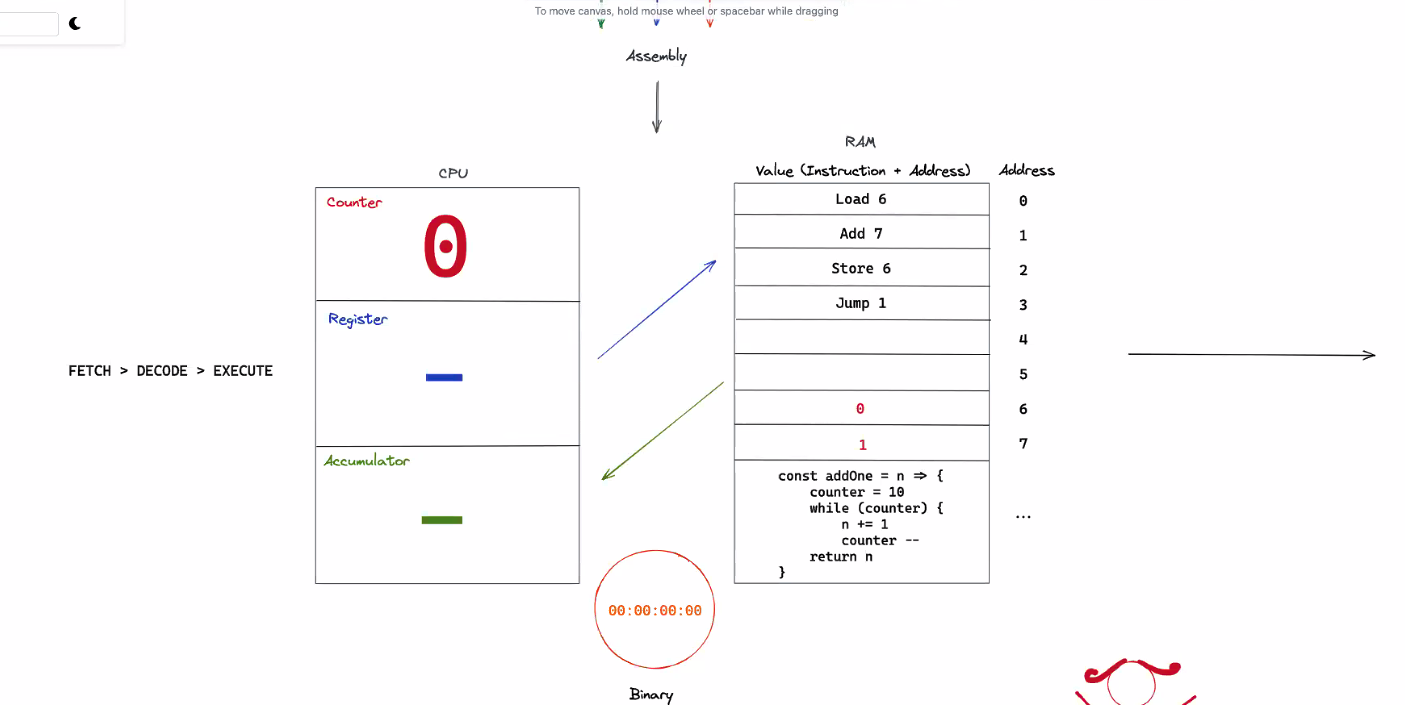 To move canvas, hold mouse wheel or spacebar while dragging
Assembly
RAM
CPU
Value (Instruction + Address)
Address
Counter
0
Load 6
0
Add 7
1
Store 6
2
Jump 1
3
Register
4
FETCH > DECODE > EXECUTE
5
0
6
1
7
Accumulator
const addOne = n => {
counter = 10
while (counter) {
n += 1
counter --
return n
}
...
00:00:00:00
Binary